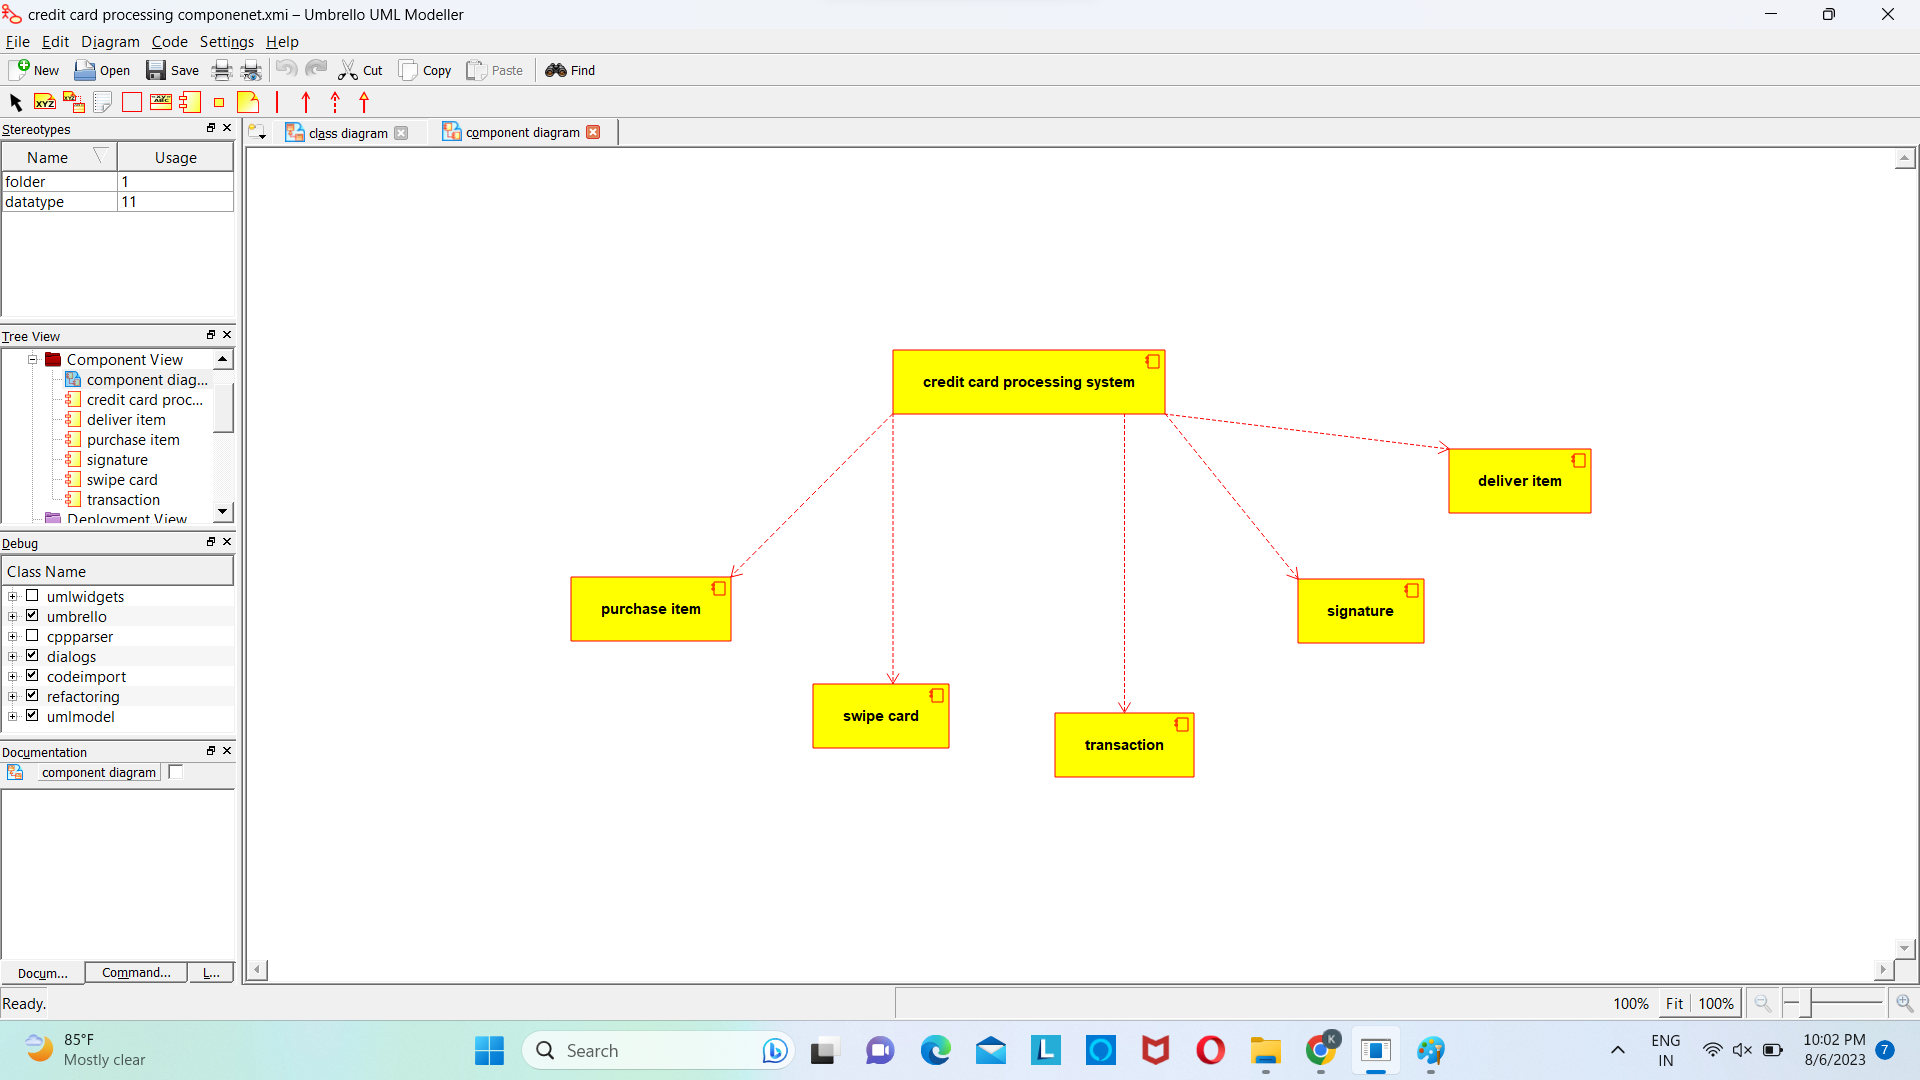 credit card processing componenet.xmi – Umbrello UML Modeller
File Edit Diagram Code Settings Help
New Open Save Cut Copy Paste Find
XYZ XYZ ABC
Stereotypes
class diagram component diagram
Name Usage
folder 1
datatype 11
Tree View
Component View
component diag...
credit card proc...
deliver item
purchase item
signature
swipe card
transaction
Deployment View
credit card processing system
deliver item
purchase item
signature
swipe card
transaction
Debug
Class Name
umlwidgets
umbrello
cppparser
dialogs
codeimport
refactoring
umlmodel
Documentation
component diagram
Docum... Command... L...
Ready.
100% Fit 100%
85°F
Mostly clear
Search
L
K
ENG
IN
10:02 PM
8/6/2023
7